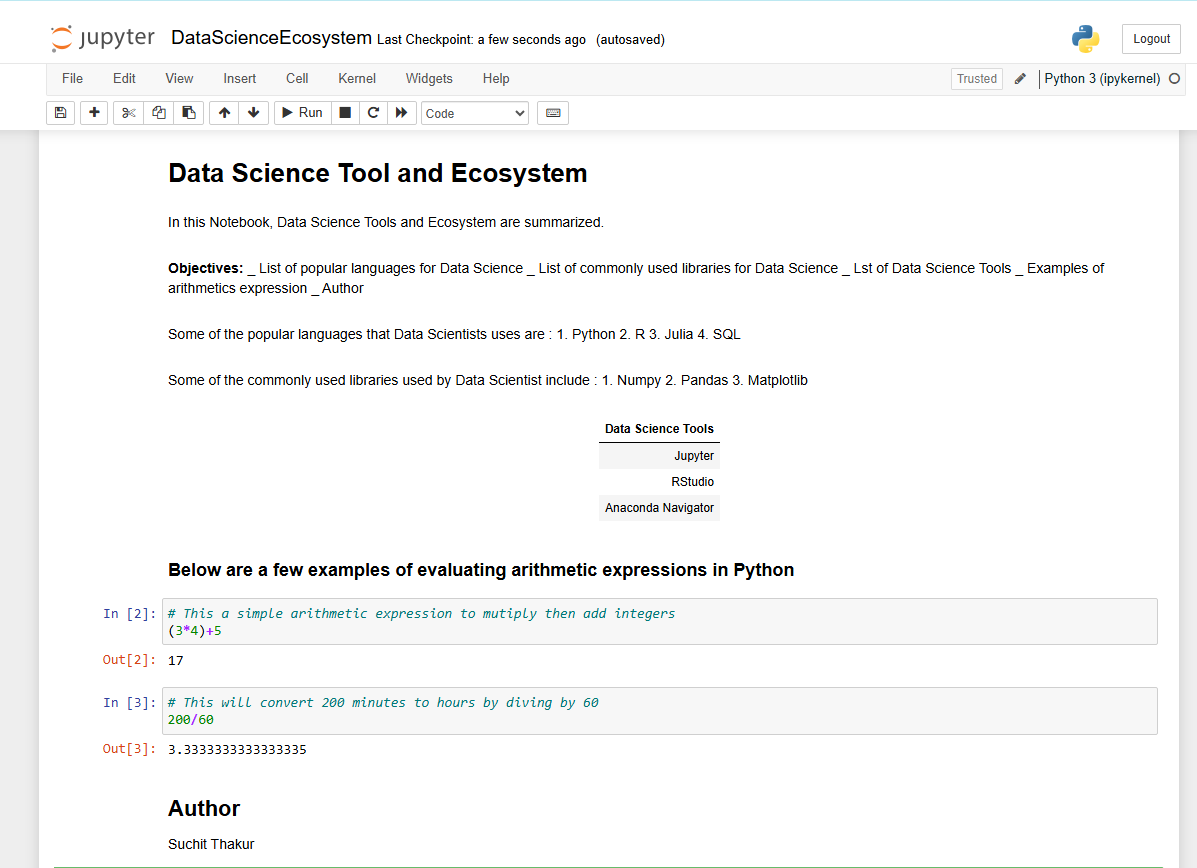 jupyter DataScienceEcosystem Last Checkpoint: a few seconds ago (autosaved)
Logout
File Edit View Insert Cell Kernel Widgets Help
Trusted Python 3 (ipykernel)
Run Code
Data Science Tool and Ecosystem
In this Notebook, Data Science Tools and Ecosystem are summarized.
Objectives: _ List of popular languages for Data Science _ List of commonly used libraries for Data Science _ Lst of Data Science Tools _ Examples of
arithmetics expression _ Author
Some of the popular languages that Data Scientists uses are : 1. Python 2. R 3. Julia 4. SQL
Some of the commonly used libraries used by Data Scientist include : 1. Numpy 2. Pandas 3. Matplotlib
Data Science Tools
Jupyter
RStudio
Anaconda Navigator
Below are a few examples of evaluating arithmetic expressions in Python
In [2]: # This a simple arithmetic expression to mutiply then add integers
(3*4)+5
Out[2]: 17
In [3]: # This will convert 200 minutes to hours by diving by 60
200/60
Out[3]: 3.3333333333333335
Author
Suchit Thakur